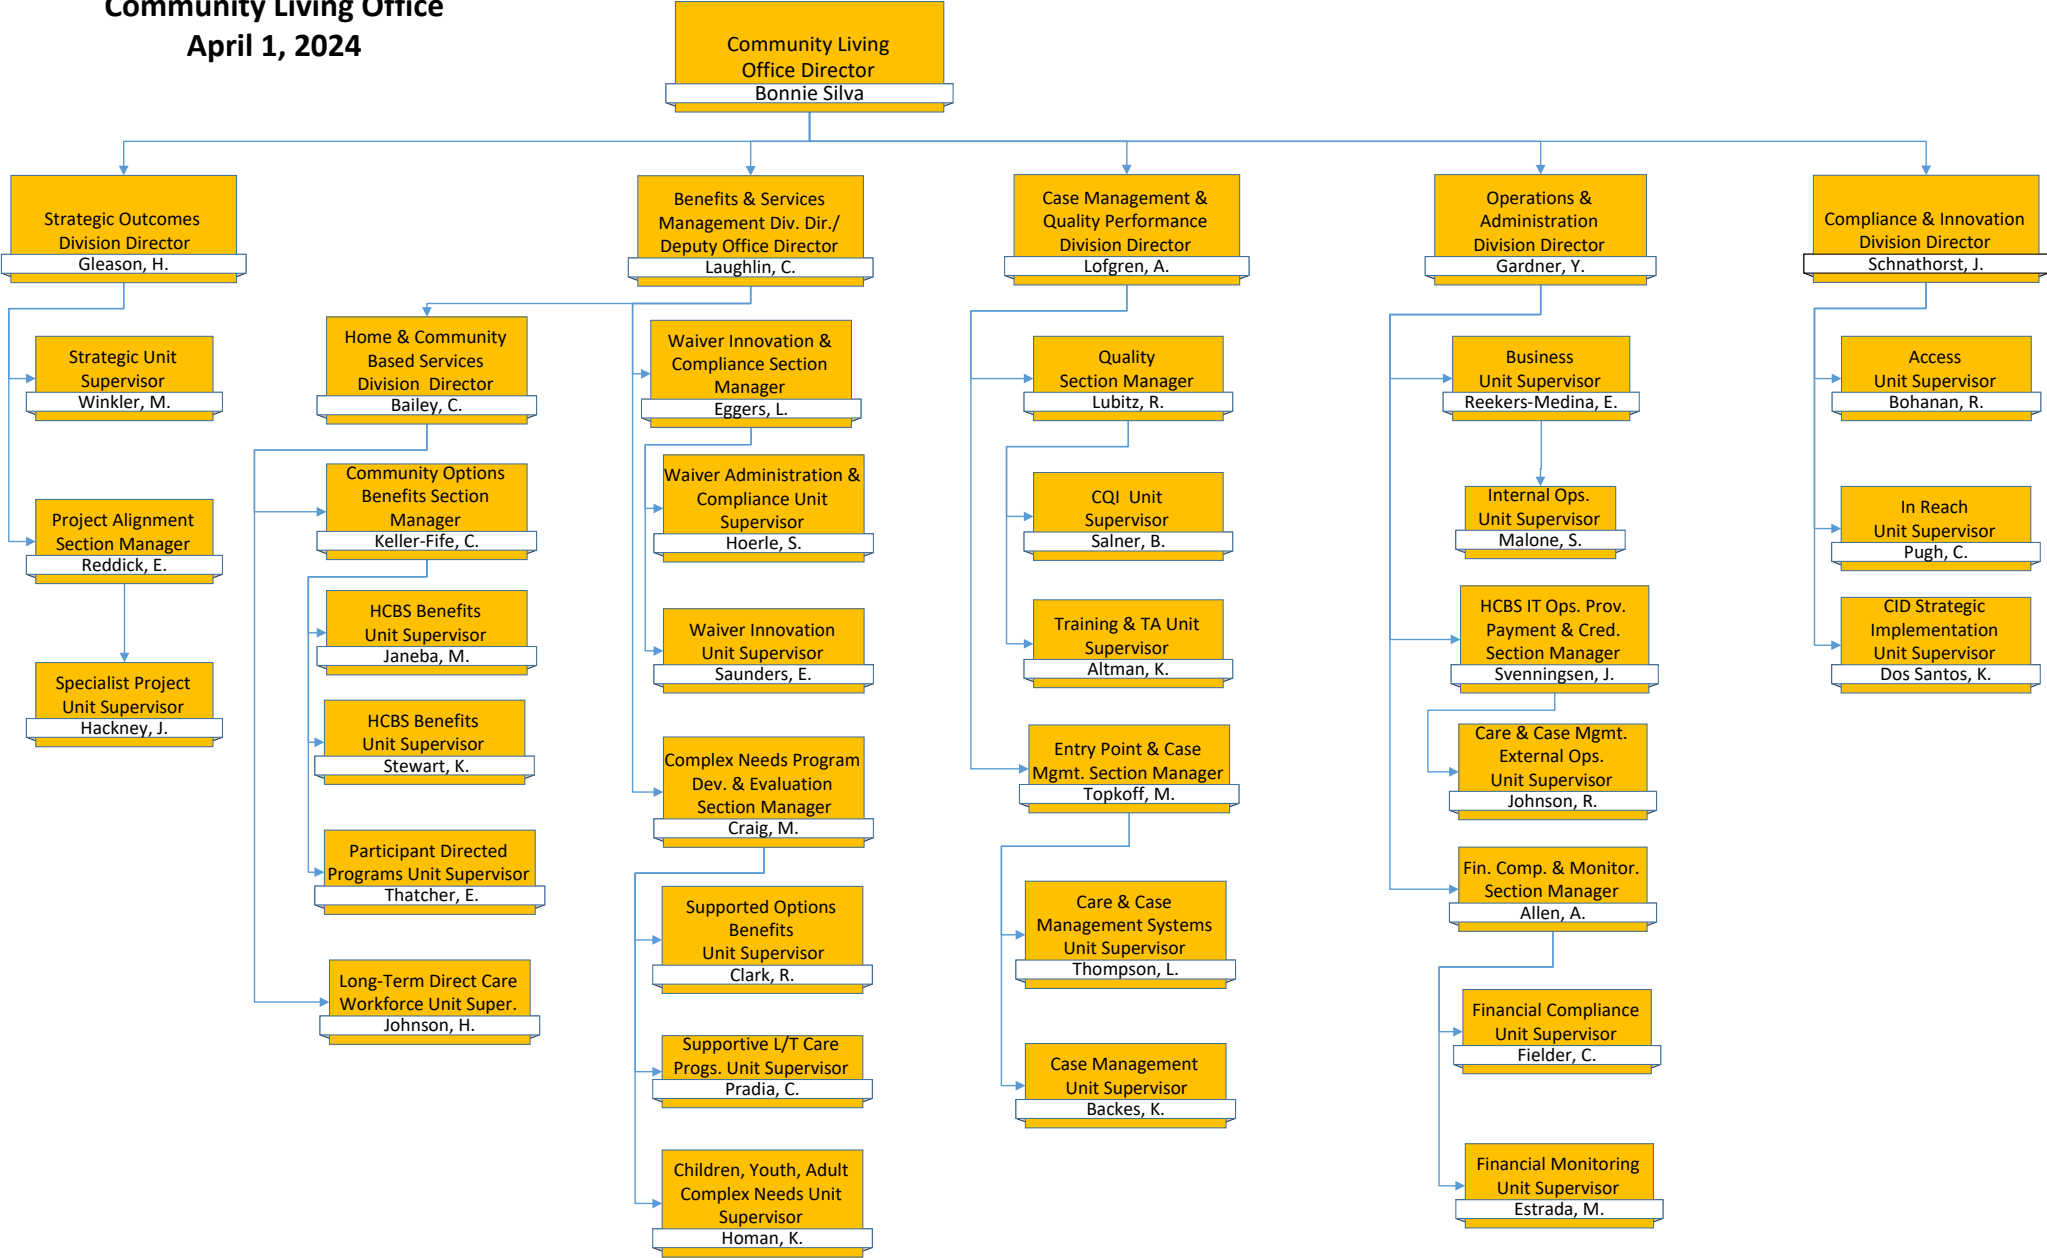 Community Living Office
April 1, 2024
Community Living
Office Director
Bonnie Silva
Strategic Outcomes
Division Director
Gleason, H.
Strategic Unit
Supervisor
Winkler, M.
Project Alignment
Section Manager
Reddick, E.
Specialist Project
Unit Supervisor
Hackney, J.
Benefits & Services
Management Div. Dir./
Deputy Office Director
Laughlin, C.
Home & Community
Based Services
Division Director
Bailey, C.
Community Options
Benefits Section
Manager
Keller-Fife, C.
HCBS Benefits
Unit Supervisor
Janeba, M.
HCBS Benefits
Unit Supervisor
Stewart, K.
Participant Directed
Programs Unit Supervisor
Thatcher, E.
Long-Term Direct Care
Workforce Unit Super.
Johnson, H.
Waiver Innovation &
Compliance Section
Manager
Eggers, L.
Waiver Administration &
Compliance Unit
Supervisor
Hoerle, S.
Waiver Innovation
Unit Supervisor
Saunders, E.
Complex Needs Program
Dev. & Evaluation
Section Manager
Craig, M.
Supported Options
Benefits
Unit Supervisor
Clark, R.
Supportive L/T Care
Progs. Unit Supervisor
Pradia, C.
Children, Youth, Adult
Complex Needs Unit
Supervisor
Homan, K.
Case Management &
Quality Performance
Division Director
Lofgren, A.
Quality
Section Manager
Lubitz, R.
CQI Unit
Supervisor
Salner, B.
Training & TA Unit
Supervisor
Altman, K.
Entry Point & Case
Mgmt. Section Manager
Topkoff, M.
Care & Case
Management Systems
Unit Supervisor
Thompson, L.
Case Management
Unit Supervisor
Backes, K.
Operations &
Administration
Division Director
Gardner, Y.
Business
Unit Supervisor
Reekers-Medina, E.
Internal Ops.
Unit Supervisor
Malone, S.
HCBS IT Ops. Prov.
Payment & Cred.
Section Manager
Svenningsen, J.
Care & Case Mgmt.
External Ops.
Unit Supervisor
Johnson, R.
Fin. Comp. & Monitor.
Section Manager
Allen, A.
Financial Compliance
Unit Supervisor
Fielder, C.
Financial Monitoring
Unit Supervisor
Estrada, M.
Compliance & Innovation
Division Director
Schnathorst, J.
Access
Unit Supervisor
Bohanan, R.
In Reach
Unit Supervisor
Pugh, C.
CID Strategic
Implementation
Unit Supervisor
Dos Santos, K.